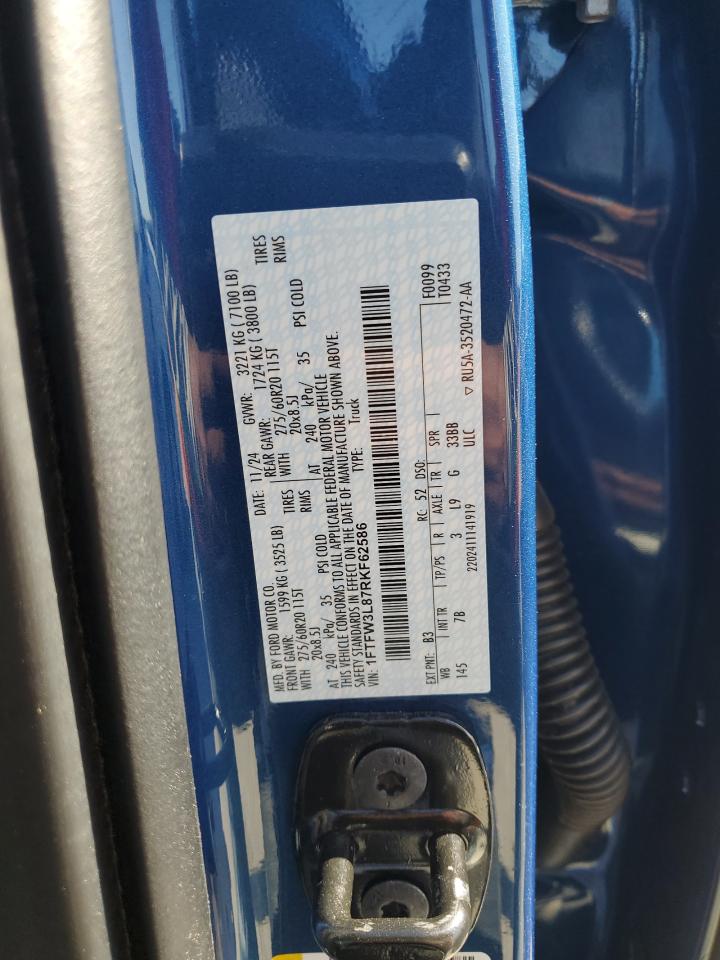 MFD. BY FORD MOTOR CO. DATE: 11/24 GVWR: 3221 KG ( 7100 LB)
FRONT GAWR: 1599 KG ( 3525 LB) REAR GAWR: 1724 KG ( 3800 LB)
WITH 275/60R20 115T TIRES WITH 275/60R20 115T TIRES
20x8.5J RIMS 20x8.5J RIMS
AT 240 kPa/ 35 PSI COLD AT 240 kPa/ 35 PSI COLD
THIS VEHICLE CONFORMS TO ALL APPLICABLE FEDERAL MOTOR VEHICLE
SAFETY STANDARDS IN EFFECT ON THE DATE OF MANUFACTURE SHOWN ABOVE.
VIN: 1FTFW3L87RKF62586 TYPE: Truck
EXT PNT: B3 RC: 52 DSO: F0099
WB INT TR TP/PS R AXLE TR SPR T0433
145 7B 3 L9 G 33BB
ULC ▽ RU5A-3520472-AA
220241114191​9